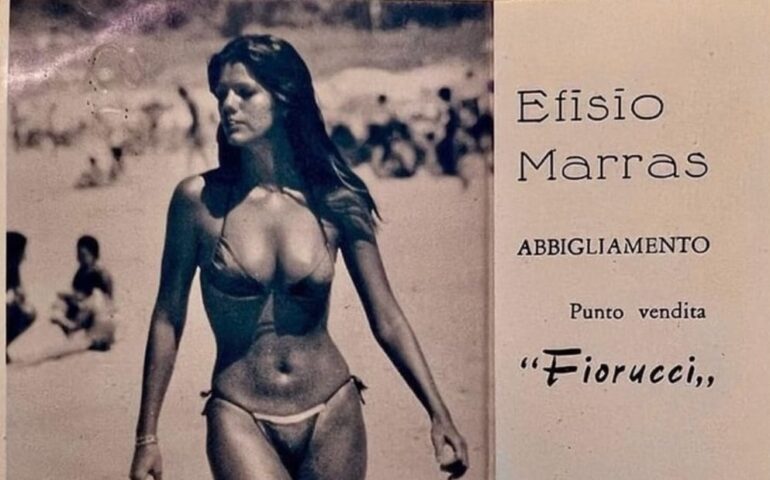 Efisio
Marras
ABBIGLIAMENTO
Punto vendita
“Fiorucci„